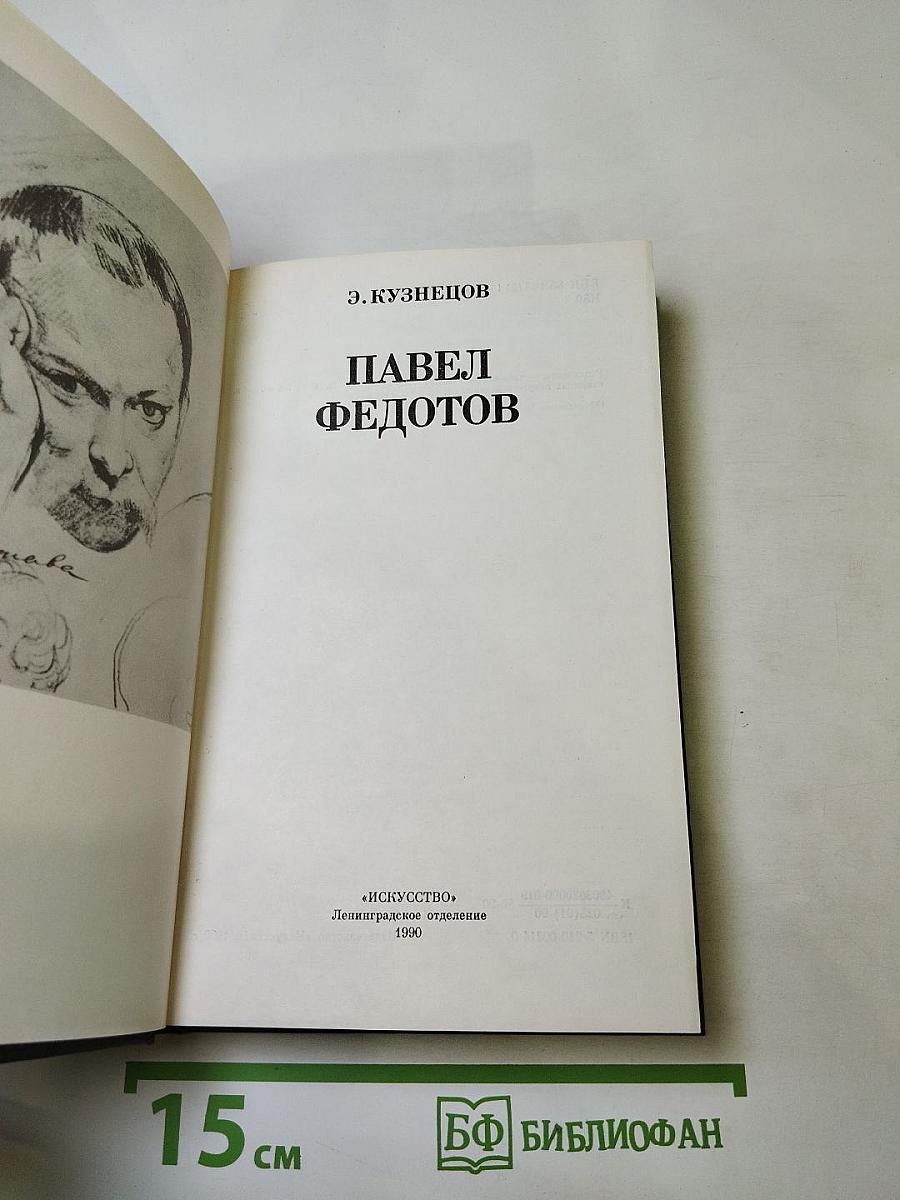 Э. КУЗНЕЦОВ
ПАВЕЛ
ФЕДОТОВ
«ИСКУССТВО»
Ленинградское отделение
1990
15 см
БФ БИБЛИОФАН